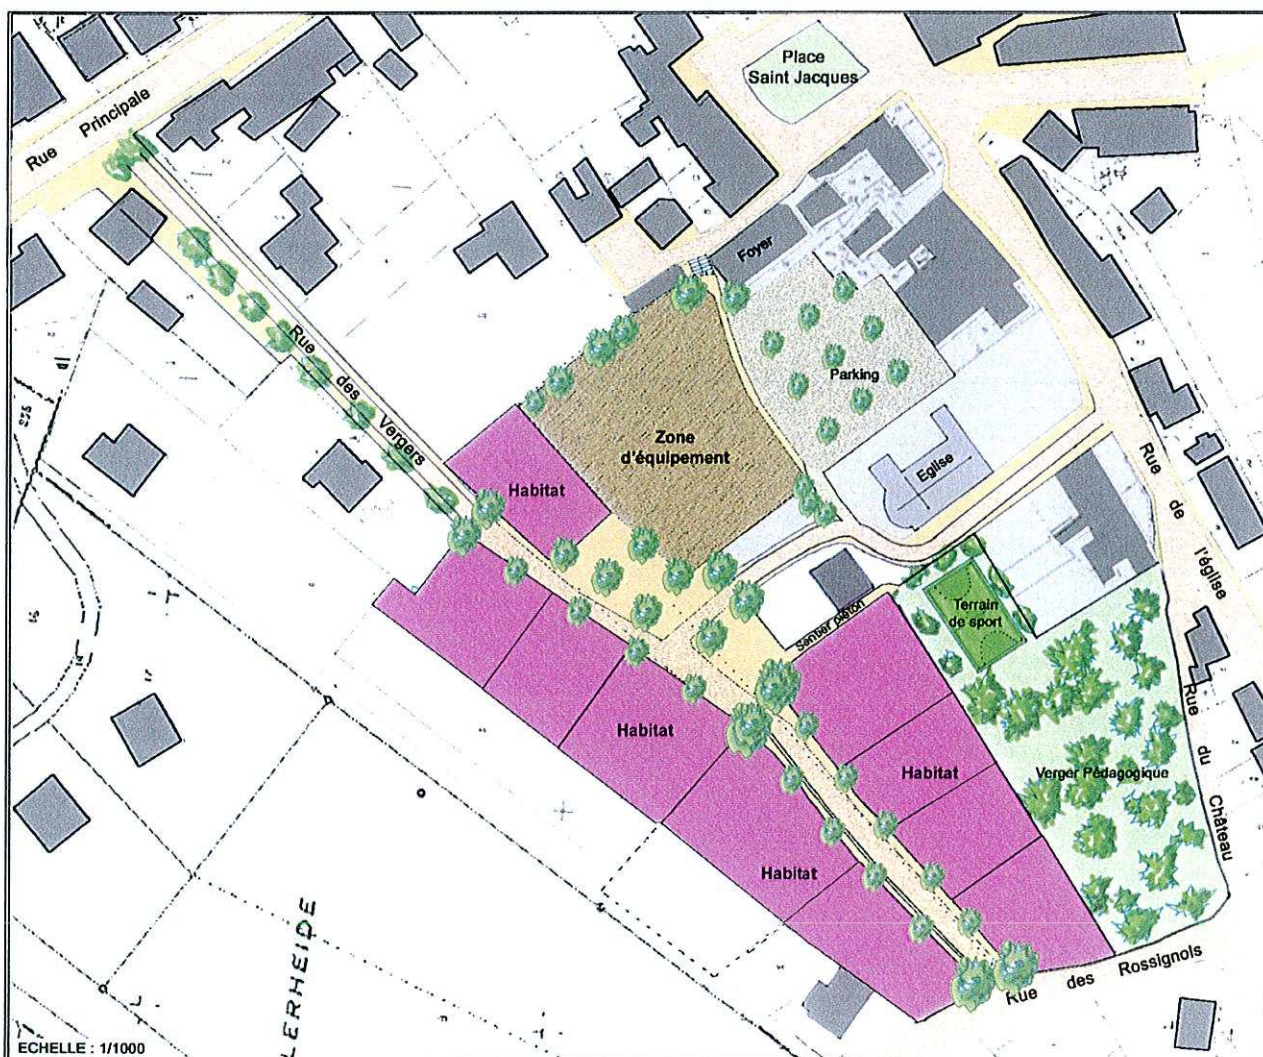 Place
Saint Jacques
Rue Principale
Foyer
Parking
Rue des Vergers
Zone
d'équipement
Eglise
Habitat
Rue de l'église
Terrain
de sport
Sentier piéton
Habitat
Habitat
Verger Pédagogique
Rue du Château
Habitat
Rue des Rossignols
LERHEIDE
ECHELLE : 1/1000